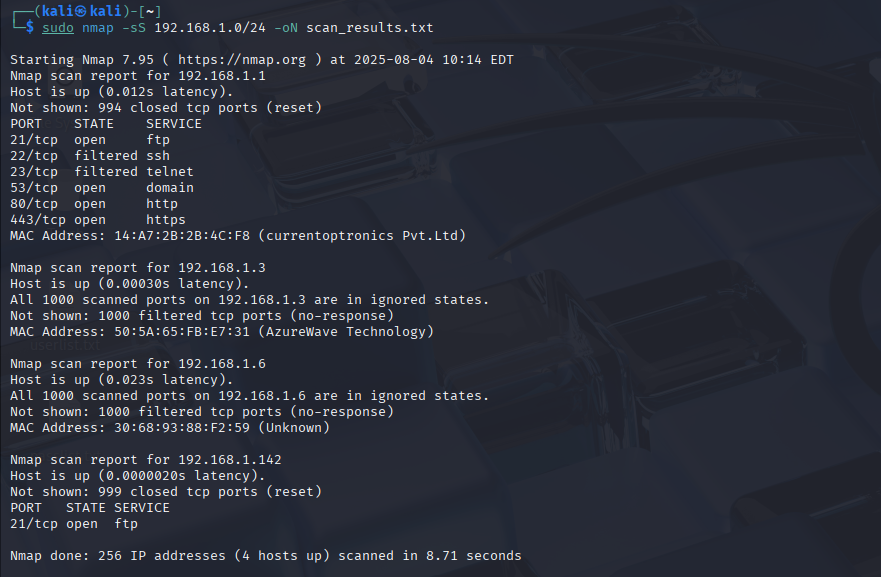 ┌──(kali㉿kali)-[~]
└─$ sudo nmap -sS 192.168.1.0/24 -oN scan_results.txt
Starting Nmap 7.95 ( https://nmap.org ) at 2025-08-04 10:14 EDT
Nmap scan report for 192.168.1.1
Host is up (0.012s latency).
Not shown: 994 closed tcp ports (reset)
PORT    STATE    SERVICE
21/tcp  open     ftp
22/tcp  filtered ssh
23/tcp  filtered telnet
53/tcp  open     domain
80/tcp  open     http
443/tcp open     https
MAC Address: 14:A7:2B:2B:4C:F8 (currentoptronics Pvt.Ltd)
Nmap scan report for 192.168.1.3
Host is up (0.00030s latency).
All 1000 scanned ports on 192.168.1.3 are in ignored states.
Not shown: 1000 filtered tcp ports (no-response)
MAC Address: 50:5A:65:FB:E7:31 (AzureWave Technology)
Nmap scan report for 192.168.1.6
Host is up (0.023s latency).
All 1000 scanned ports on 192.168.1.6 are in ignored states.
Not shown: 1000 filtered tcp ports (no-response)
MAC Address: 30:68:93:88:F2:59 (Unknown)
Nmap scan report for 192.168.1.142
Host is up (0.0000020s latency).
Not shown: 999 closed tcp ports (reset)
PORT   STATE SERVICE
21/tcp open  ftp
Nmap done: 256 IP addresses (4 hosts up) scanned in 8.71 seconds